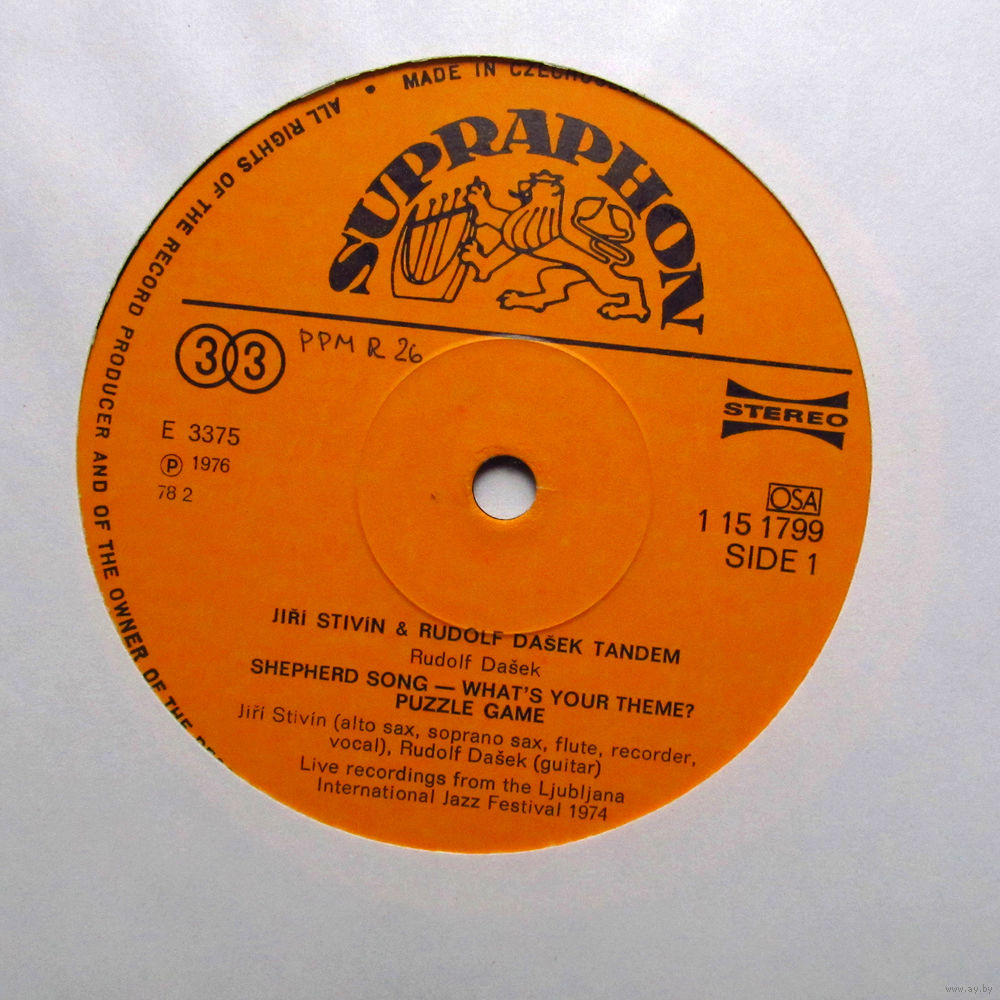 ALL RIGHTS OF THE RECORD PRODUCER AND OF THE OWNER OF THE
• MADE IN
SUPRAPHON
33
PPM R 26
STEREO
E 3375
Ⓟ 1976
78 2
OSA
1 15 1799
SIDE 1
JIŘÍ STIVÍN & RUDOLF DAŠEK TANDEM
Rudolf Dašek
SHEPHERD SONG — WHAT'S YOUR THEME?
PUZZLE GAME
Jiří Stivín (alto sax, soprano sax, flute, recorder,
vocal), Rudolf Dašek (guitar)
Live recordings from the Ljubljana
International Jazz Festival 1974
www.ay.by